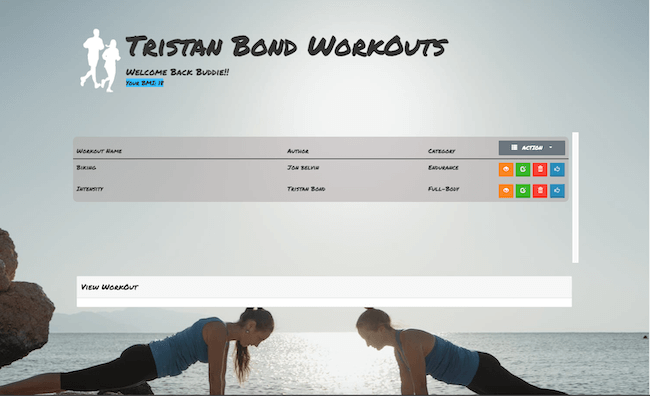 Tristan Bond WorkOuts
Welcome Back Buddie!!
Your BMI: 18
Workout Name Author Category Action
Biking Jon belvin Endurance
Intensity Tristan Bond Full-Body
View WorkOut